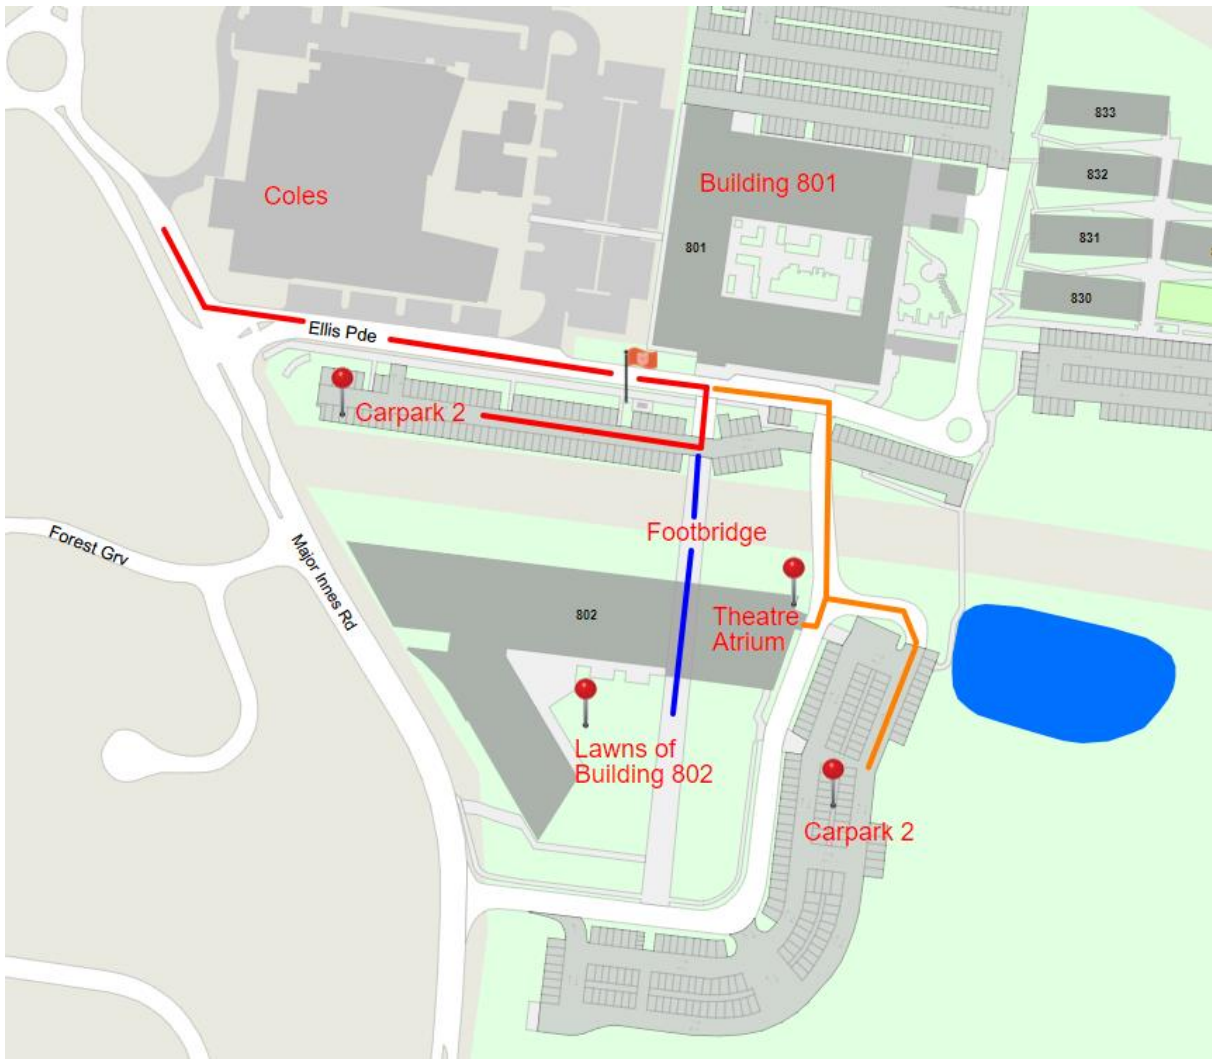 833
832
831
830
Building 801
801
Coles
Ellis Pde
Carpark 2
Footbridge
Forest Grv
Major Innes Rd
802
Theatre
Atrium
Lawns of
Building 802
Carpark 2